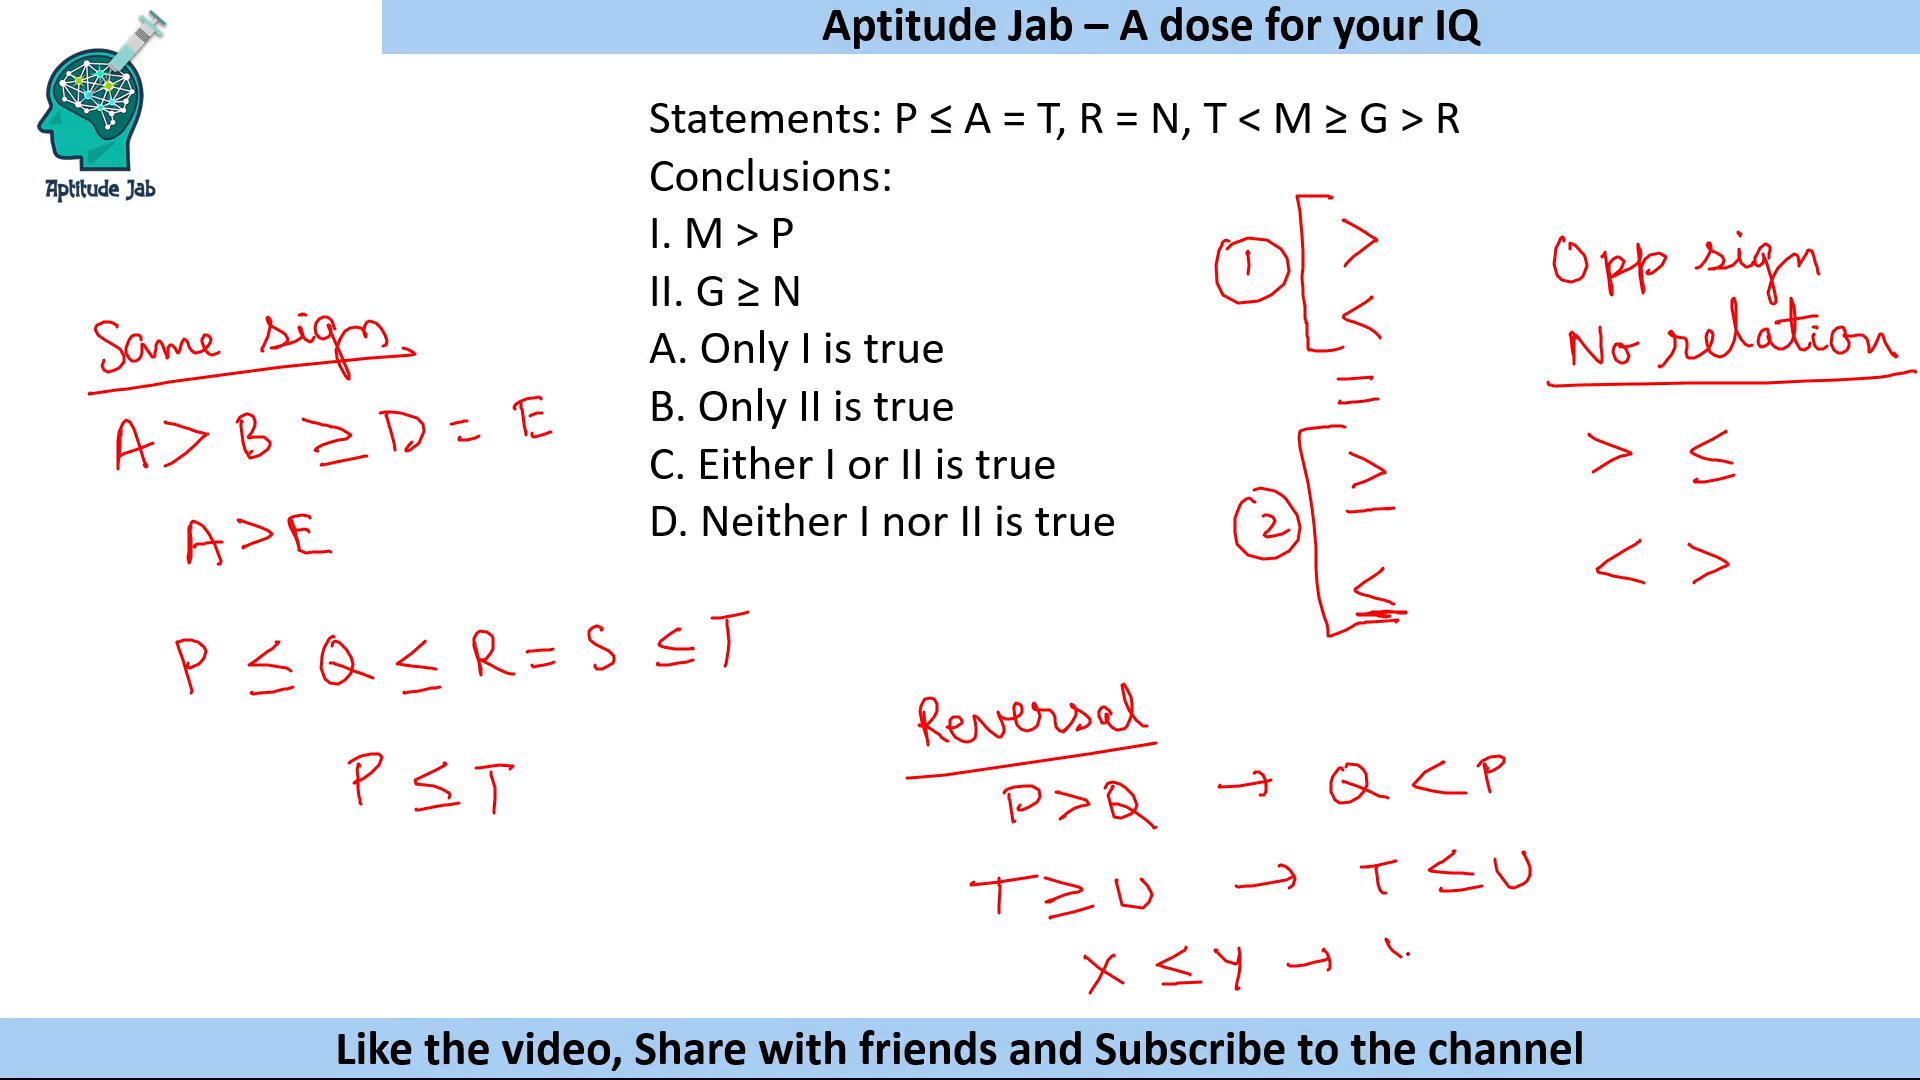 Aptitude Jab – A dose for your IQ
Aptitude Jab
Statements: P ≤ A = T, R = N, T < M ≥ G > R
Conclusions:
I. M > P
II. G ≥ N
A. Only I is true
B. Only II is true
C. Either I or II is true
D. Neither I nor II is true
Same sign
A > B ≥ D = E
A > E
P ≤ Q ≤ R = S ≤ T
P ≤ T
1
>
<
=
2
≥
≤
Opp sign
No relation
> ≤
< >
Reversal
P > Q → Q < P
T ≥ U → T ≤ U
X ≤ Y →
Like the video, Share with friends and Subscribe to the channel